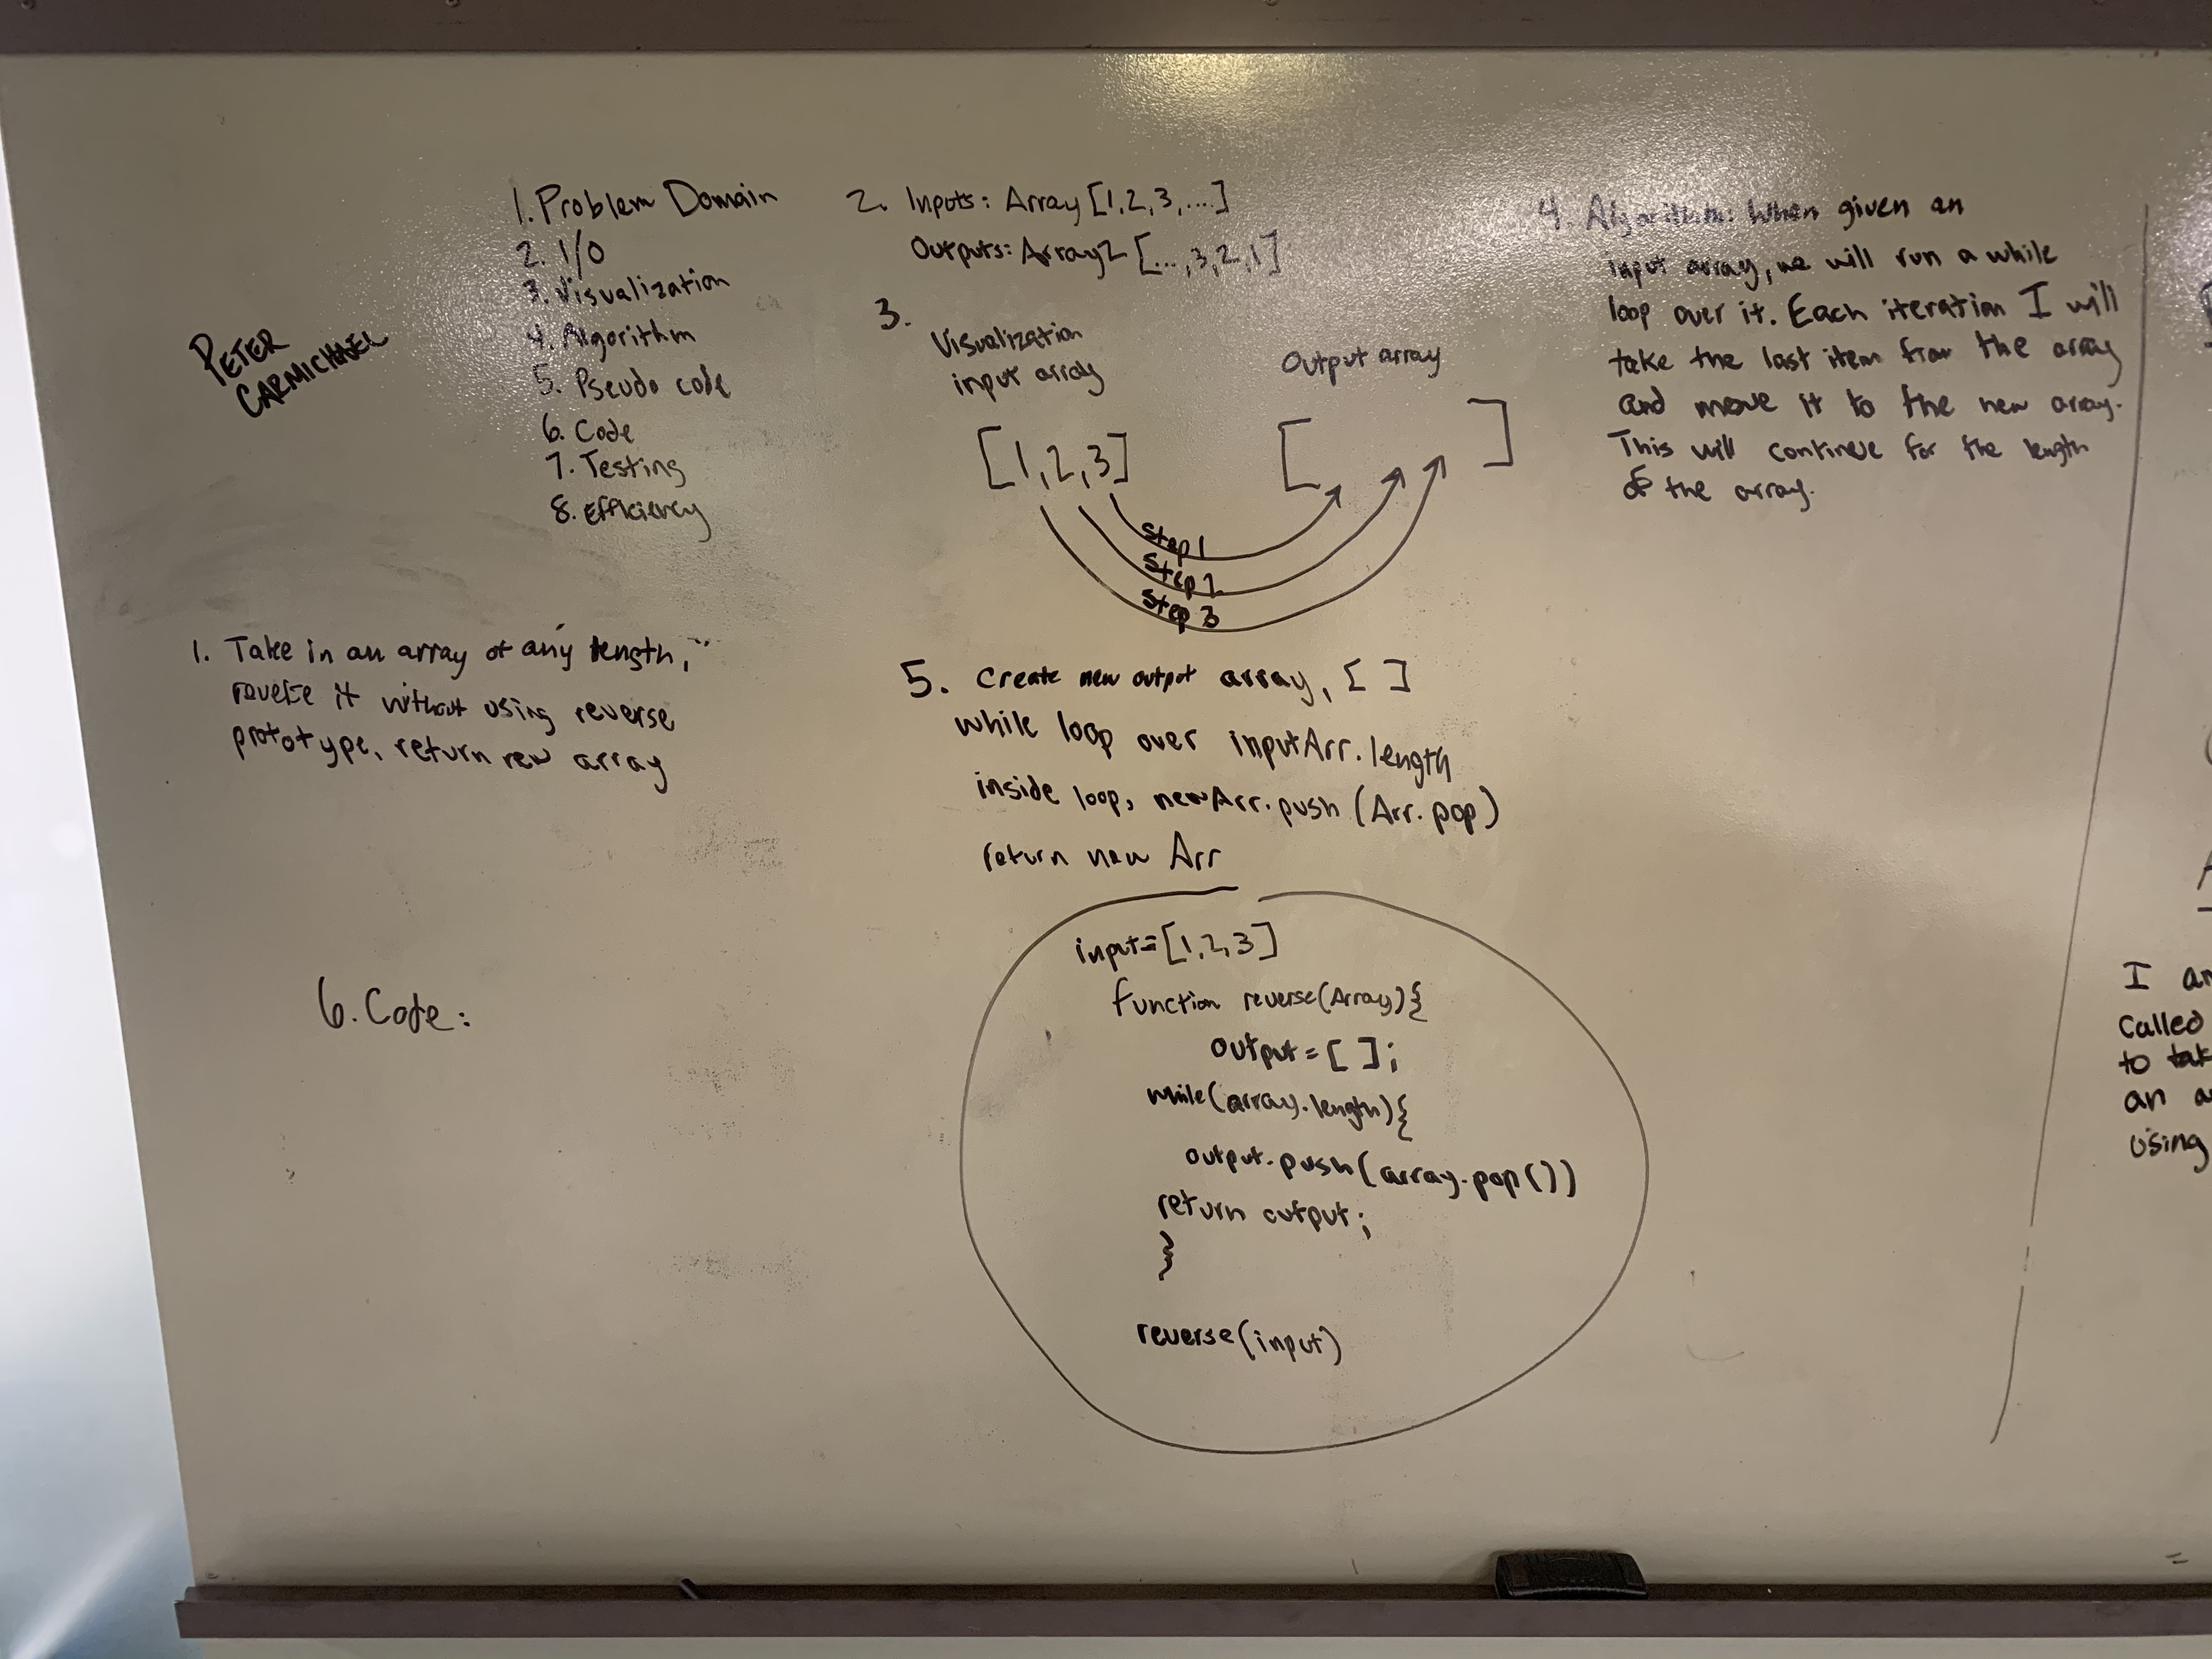 PETER
CARMICHAEL
1. Problem Domain
2. I/O
3. Visualization
4. Algorithm
5. Pseudo code
6. Code
7. Testing
8. Efficiency
1. Take in an array of any length,
reverse it without using reverse
prototype, return new array
2. Inputs: Array [1,2,3,...]
Outputs: Array2 [...,3,2,1]
3.
Visualization
input array
Output array
[1,2,3]
[ ]
Step 1
Step 2
Step 3
4. Algorithm: When given an
input array, we will run a while
loop over it. Each iteration I will
take the last item from the array
and move it to the new array.
This will continue for the length
of the array.
5. Create new output array, [ ]
while loop over inputArr.length
inside loop, newArr.push (Arr.pop)
return new Arr
6. Code:
input=[1,2,3]
function reverse(Array){
output=[ ];
while(array.length){
output.push(array.pop())
return output;
}
reverse(input)
I
called
to
an
using